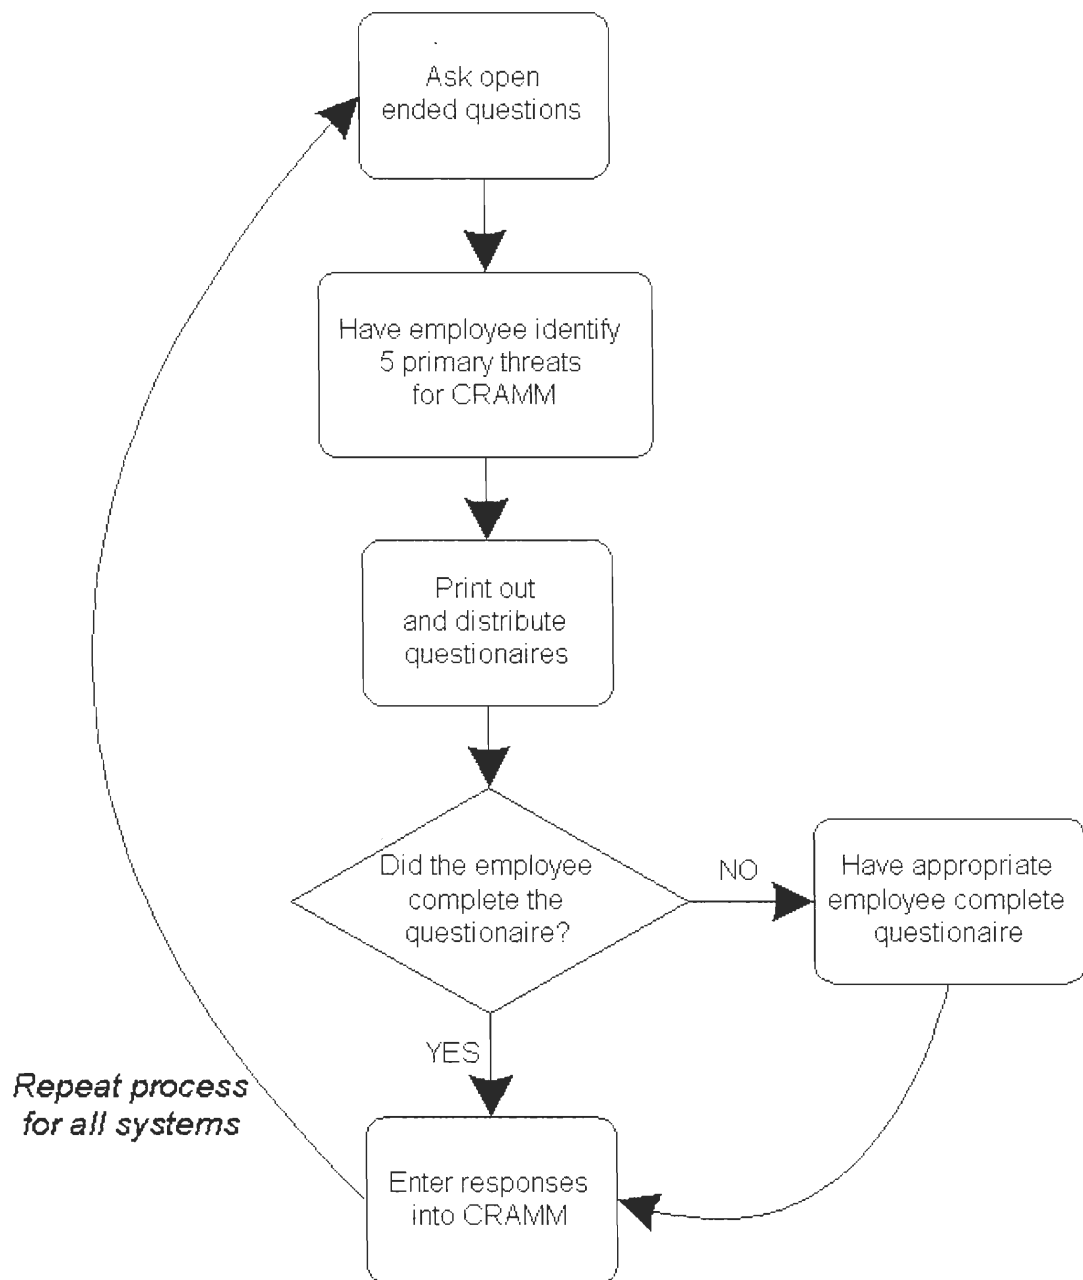 Ask open
ended questions
Have employee identify
5 primary threats
for CRAMM
Print out
and distribute
questionaires
Did the employee
complete the
questionaire?
NO
Have appropriate
employee complete
questionaire
YES
Repeat process
for all systems
Enter responses
into CRAMM